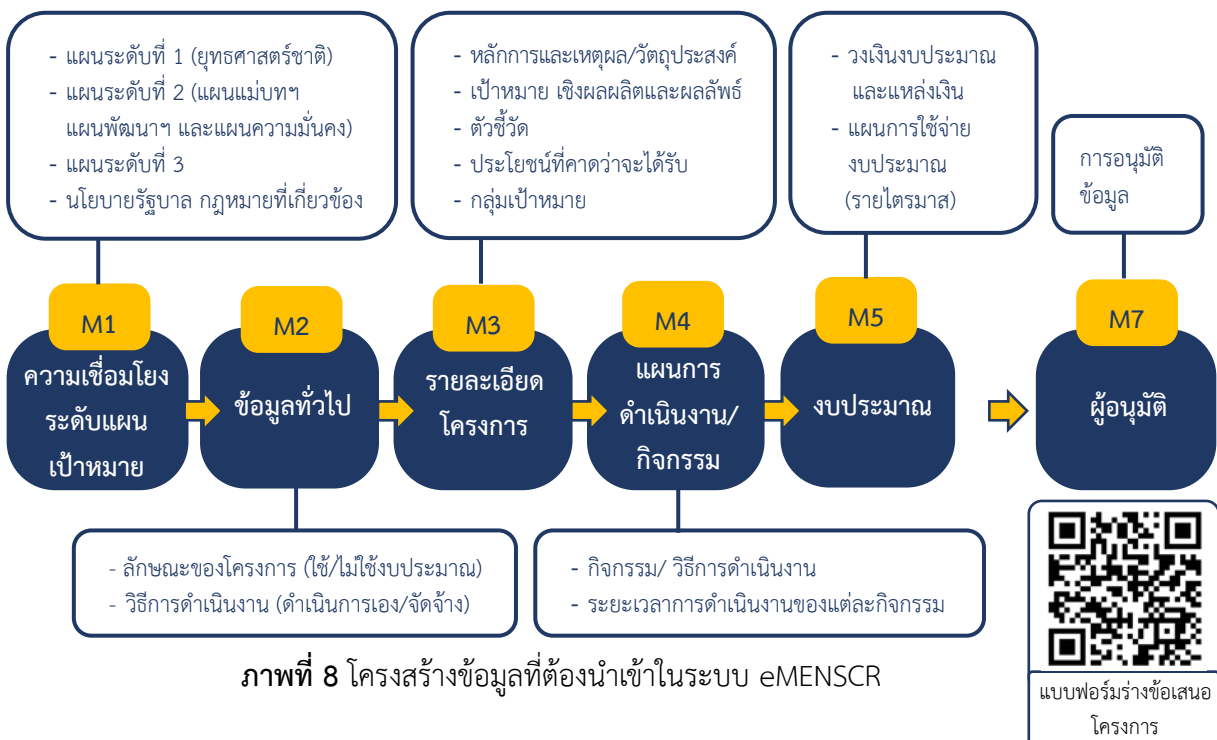 - แผนระดับที่ 1 (ยุทธศาสตร์ชาติ)
- แผนระดับที่ 2 (แผนแม่บทฯ
แผนพัฒนาฯ และแผนความมั่นคง)
- แผนระดับที่ 3
- นโยบายรัฐบาล กฎหมายที่เกี่ยวข้อง
- หลักการและเหตุผล/วัตถุประสงค์
- เป้าหมาย เชิงผลผลิตและผลลัพธ์
- ตัวชี้วัด
- ประโยชน์ที่คาดว่าจะได้รับ
- กลุ่มเป้าหมาย
- วงเงินงบประมาณ
และแหล่งเงิน
- แผนการใช้จ่าย
งบประมาณ
(รายไตรมาส)
การอนุมัติ
ข้อมูล
M1
ความเชื่อมโยง
ระดับแผน
เป้าหมาย
M2
ข้อมูลทั่วไป
M3
รายละเอียด
โครงการ
M4
แผนการ
ดำเนินงาน/
กิจกรรม
M5
งบประมาณ
M7
ผู้อนุมัติ
- ลักษณะของโครงการ (ใช้/ไม่ใช้งบประมาณ)
- วิธีการดำเนินงาน (ดำเนินการเอง/จัดจ้าง)
- กิจกรรม/ วิธีการดำเนินงาน
- ระยะเวลาการดำเนินงานของแต่ละกิจกรรม
ภาพที่ 8 โครงสร้างข้อมูลที่ต้องนำเข้าในระบบ eMENSCR
แบบฟอร์มร่างข้อเสนอ
โครงการ